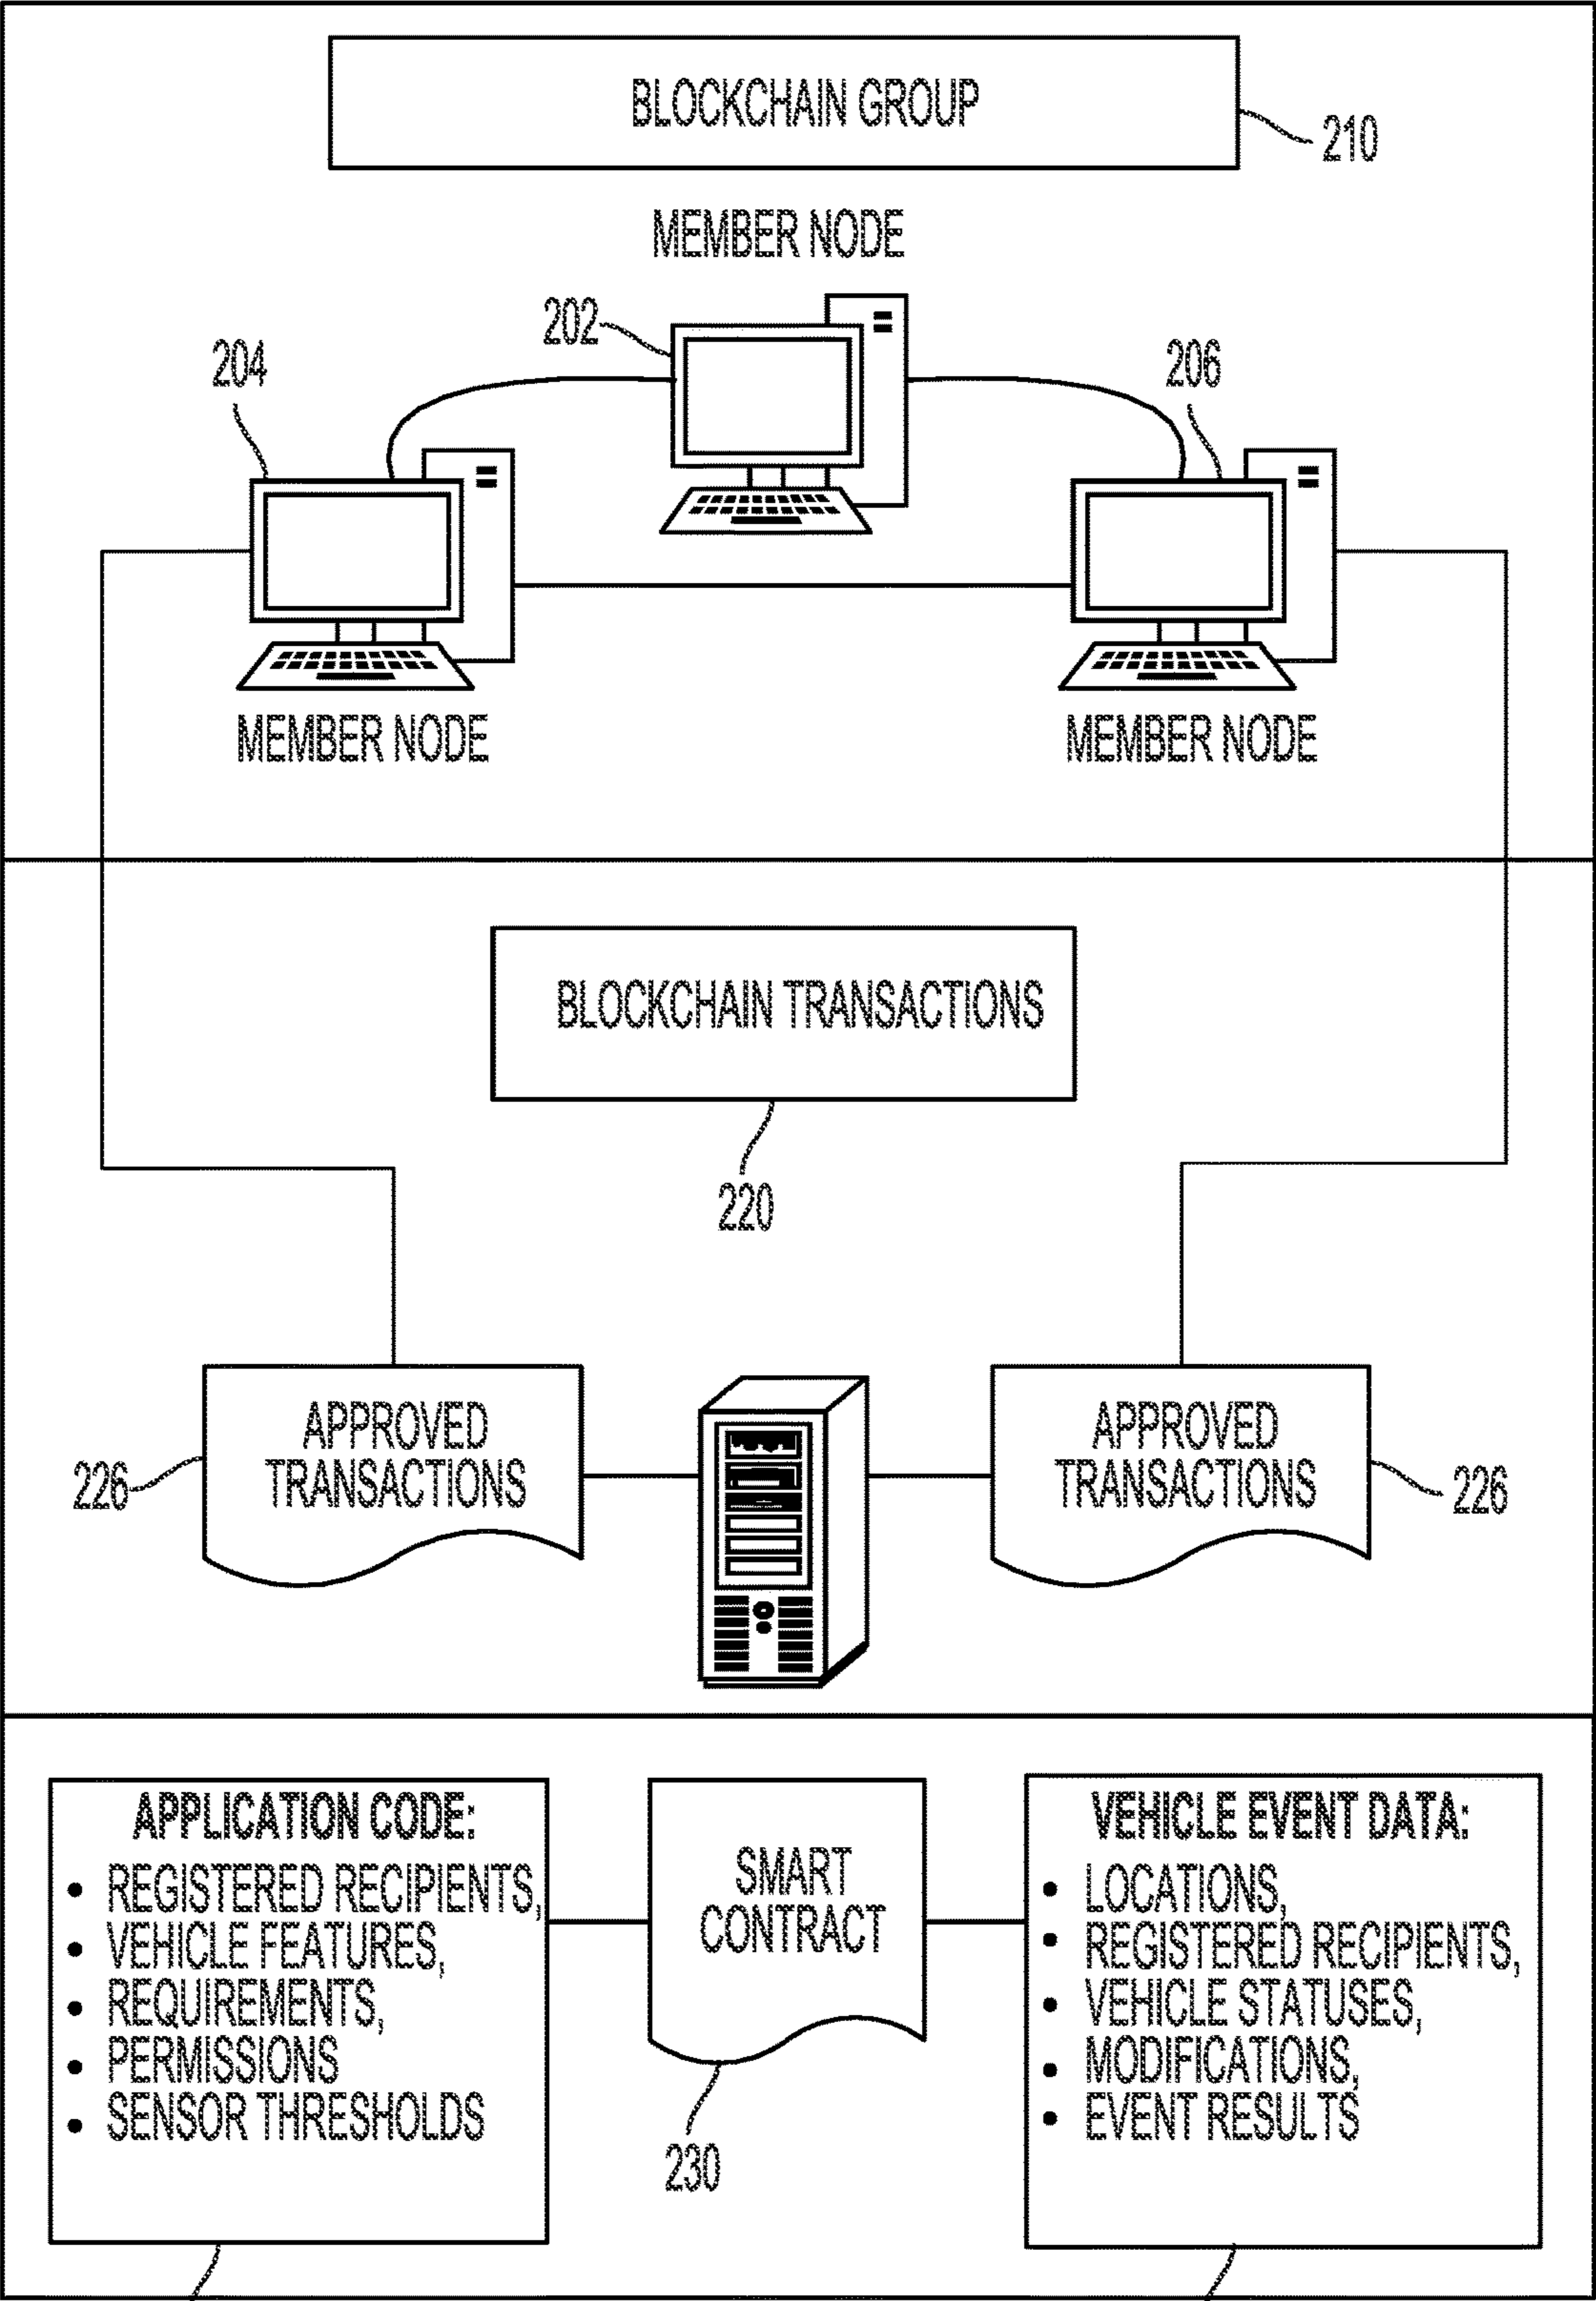 BLOCKCHAIN GROUP
210
MEMBER NODE
202
204
206
MEMBER NODE
MEMBER NODE
BLOCKCHAIN TRANSACTIONS
220
APPROVED
TRANSACTIONS
226
APPROVED
TRANSACTIONS
226
APPLICATION CODE:
• REGISTERED RECIPIENTS,
• VEHICLE FEATURES,
• REQUIREMENTS,
• PERMISSIONS
• SENSOR THRESHOLDS
SMART
CONTRACT
230
VEHICLE EVENT DATA:
• LOCATIONS,
• REGISTERED RECIPIENTS,
• VEHICLE STATUSES,
• MODIFICATIONS,
• EVENT RESULTS